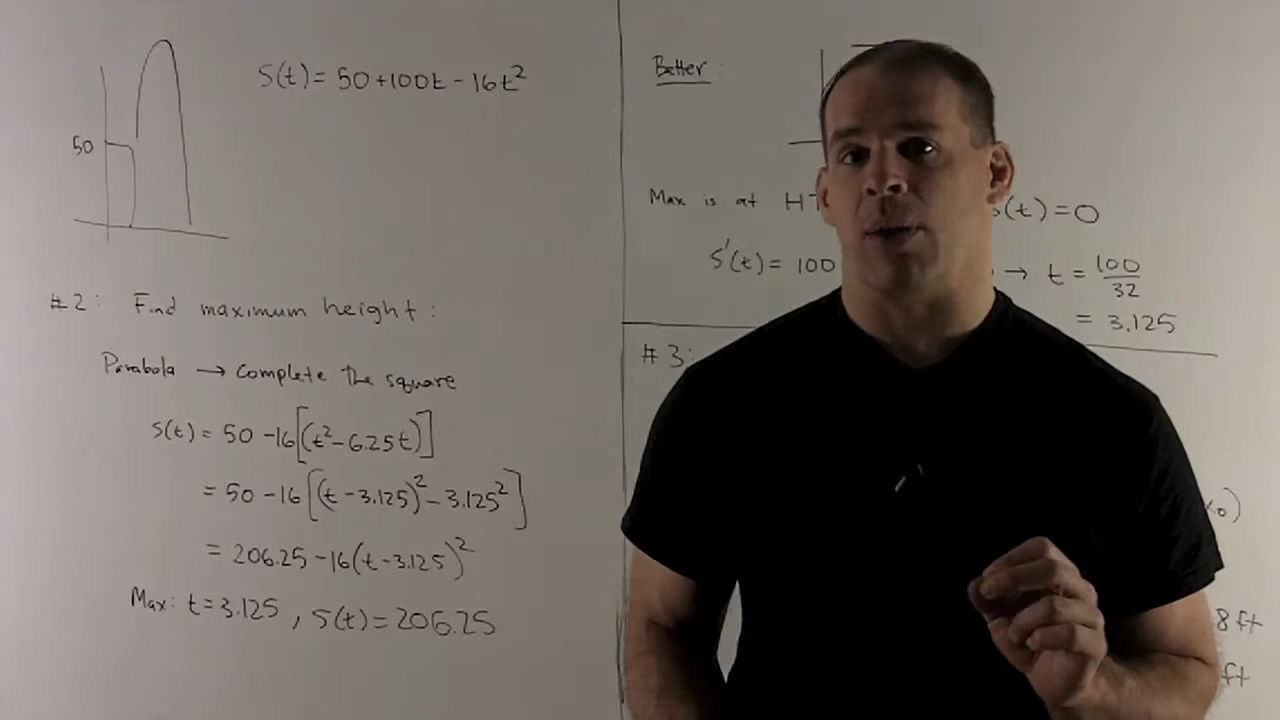 S(t) = 50 + 100t - 16t²
50
#2: Find maximum height:
Parabola → complete the square
S(t) = 50 - 16[(t² - 6.25t)]
= 50 - 16[(t - 3.125)² - 3.125²]
= 206.25 - 16(t - 3.125)²
Max: t = 3.125, S(t) = 206.25
Better:
Max is at
(t) = 0
S'(t) = 100
→ t = 100/32
= 3.125
#3:
8 ft
ft